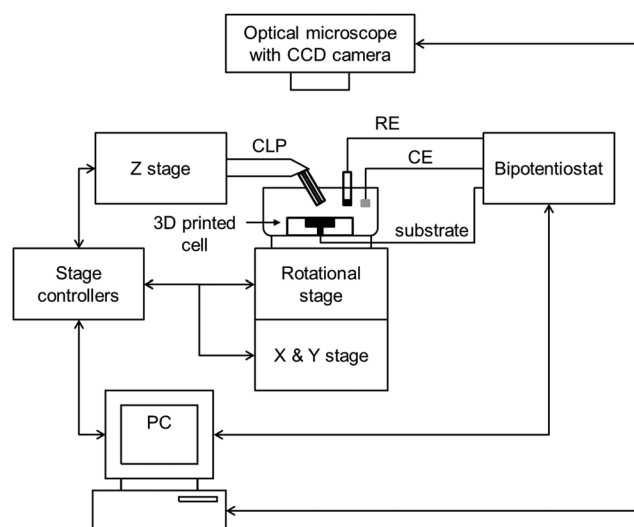 Optical microscope
with CCD camera
RE
CLP
CE
Z stage
Bipotentiostat
3D printed
cell
substrate
Stage
controllers
Rotational
stage
X & Y stage
PC